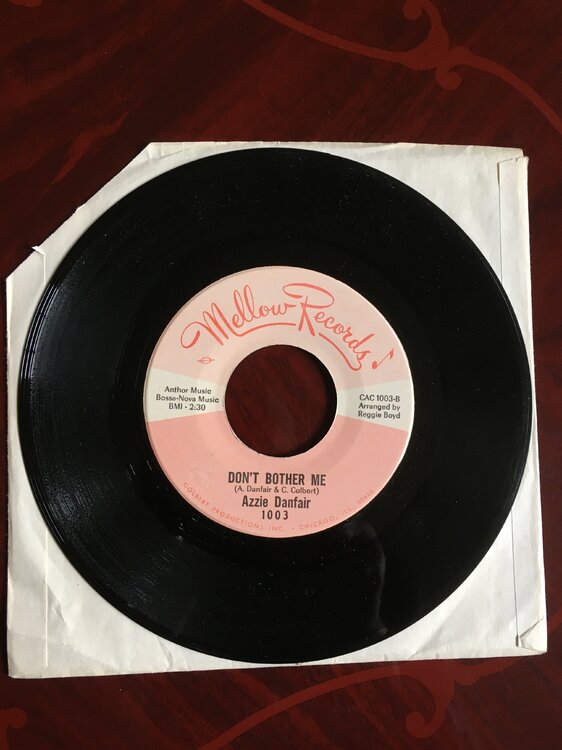 Mellow Records
Anthor Music
Bossa-Nova Music
BMI - 2:30
CAC 1003-B
Arranged by
Reggie Boyd
DON'T BOTHER ME
(A. Danfair & C. Colbert)
Azzie Danfair
1003
COLBERT PRODUCTIONS INC. - CHICAGO, ILL.